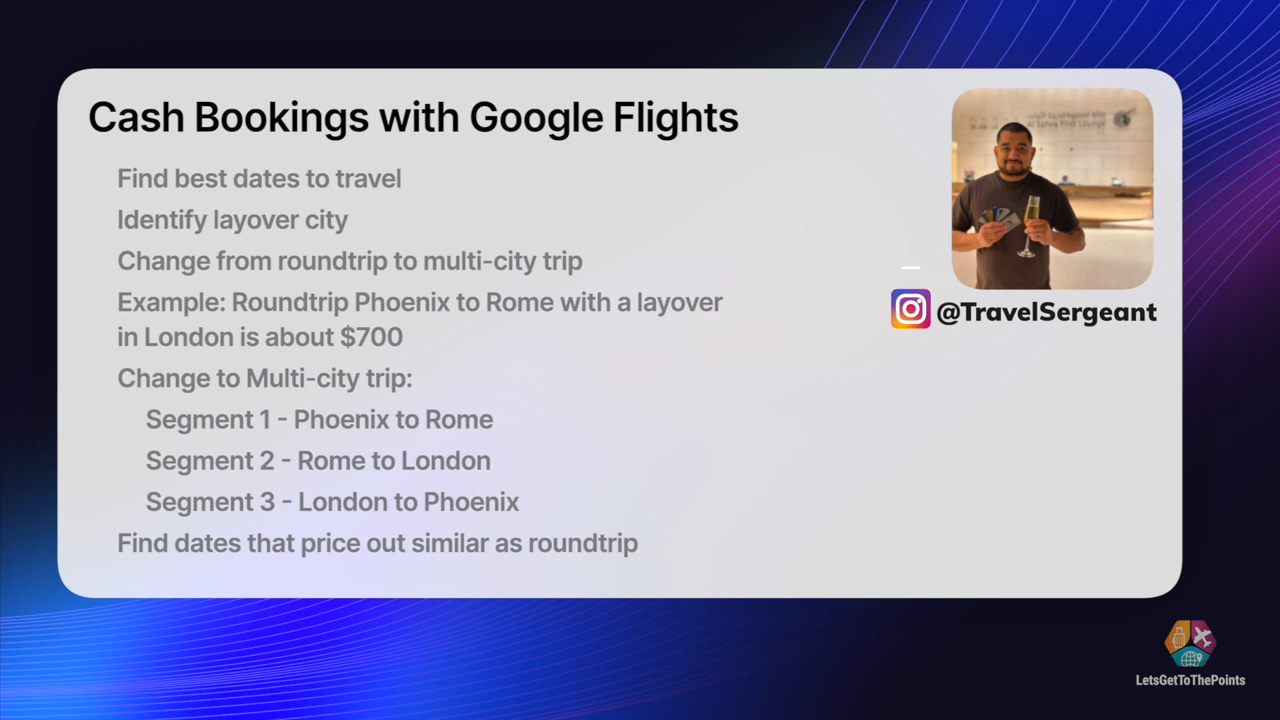 Cash Bookings with Google Flights
Find best dates to travel
Identify layover city
Change from roundtrip to multi-city trip
Example: Roundtrip Phoenix to Rome with a layover
in London is about $700
Change to Multi-city trip:
Segment 1 - Phoenix to Rome
Segment 2 - Rome to London
Segment 3 - London to Phoenix
Find dates that price out similar as roundtrip
@TravelSergeant
LetsGetToThePoints